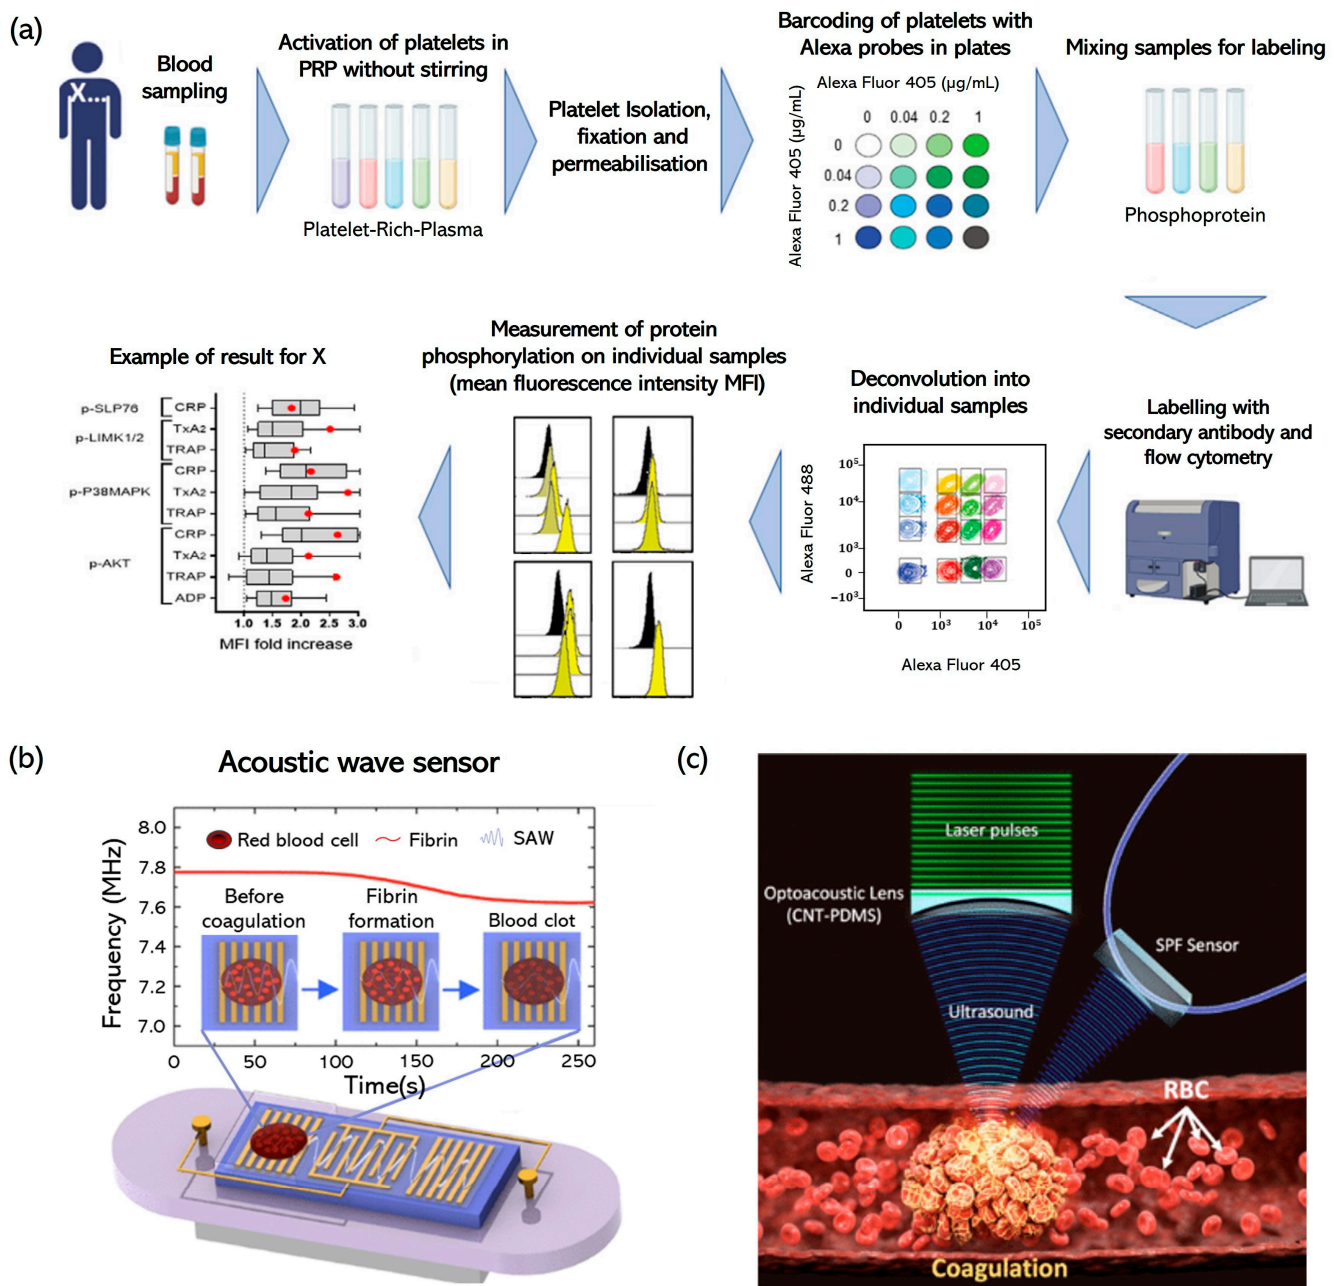 (a)
X...
Blood
sampling
Activation of platelets in
PRP without stirring
Platelet-Rich-Plasma
Platelet Isolation,
fixation and
permeabilisation
Barcoding of platelets with
Alexa probes in plates
Alexa Fluor 405 (µg/mL)
Alexa Fluor 405 (µg/mL)
0 0.04 0.2 1
0
0.04
0.2
1
Mixing samples for labeling
Phosphoprotein
Labelling with
secondary antibody and
flow cytometry
Deconvolution into
individual samples
Alexa Fluor 488
10⁵
10⁴
10³
0
−10³
0 10³ 10⁴ 10⁵
Alexa Fluor 405
Measurement of protein
phosphorylation on individual samples
(mean fluorescence intensity MFI)
Example of result for X
p-SLP76
CRP
p-LIMK1/2
TxA2
TRAP
p-P38MAPK
CRP
TxA2
TRAP
p-AKT
CRP
TxA2
TRAP
ADP
1.0 1.5 2.0 2.5 3.0
MFI fold increase
(b)
Acoustic wave sensor
Frequency (MHz)
8.0
7.8
7.6
7.4
7.2
7.0
Red blood cell Fibrin SAW
Before
coagulation
Fibrin
formation
Blood clot
0 50 100 150 200 250
Time(s)
(c)
Laser pulses
Optoacoustic Lens
(CNT-PDMS)
SPF Sensor
Ultrasound
RBC
Coagulation